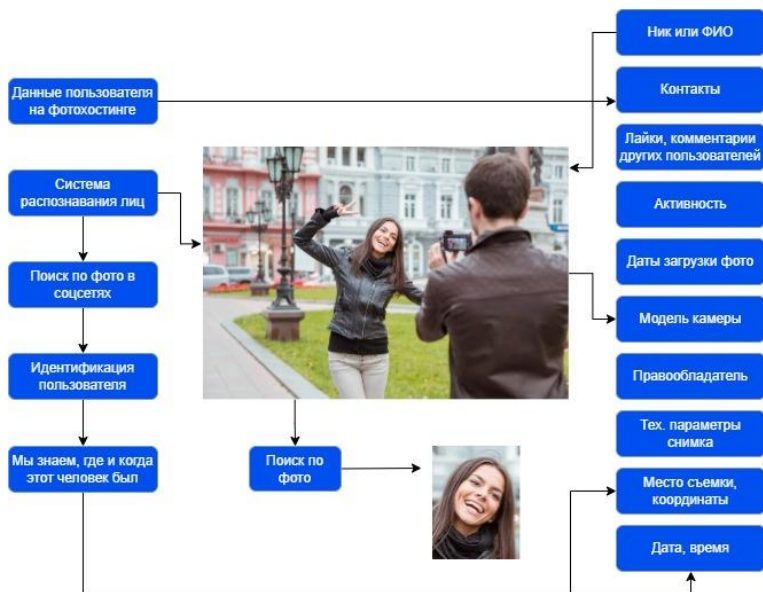 Ник или ФИО
Данные пользователя
на фотохостинге
Контакты
Лайки, комментарии
других пользователей
Система
распознавания лиц
Активность
Поиск по фото в
соцсетях
Даты загрузки фото
Модель камеры
Идентификация
пользователя
Правообладатель
Тех. параметры
снимка
Мы знаем, где и когда
этот человек был
Поиск по
фото
Место съемки,
координаты
Дата, время